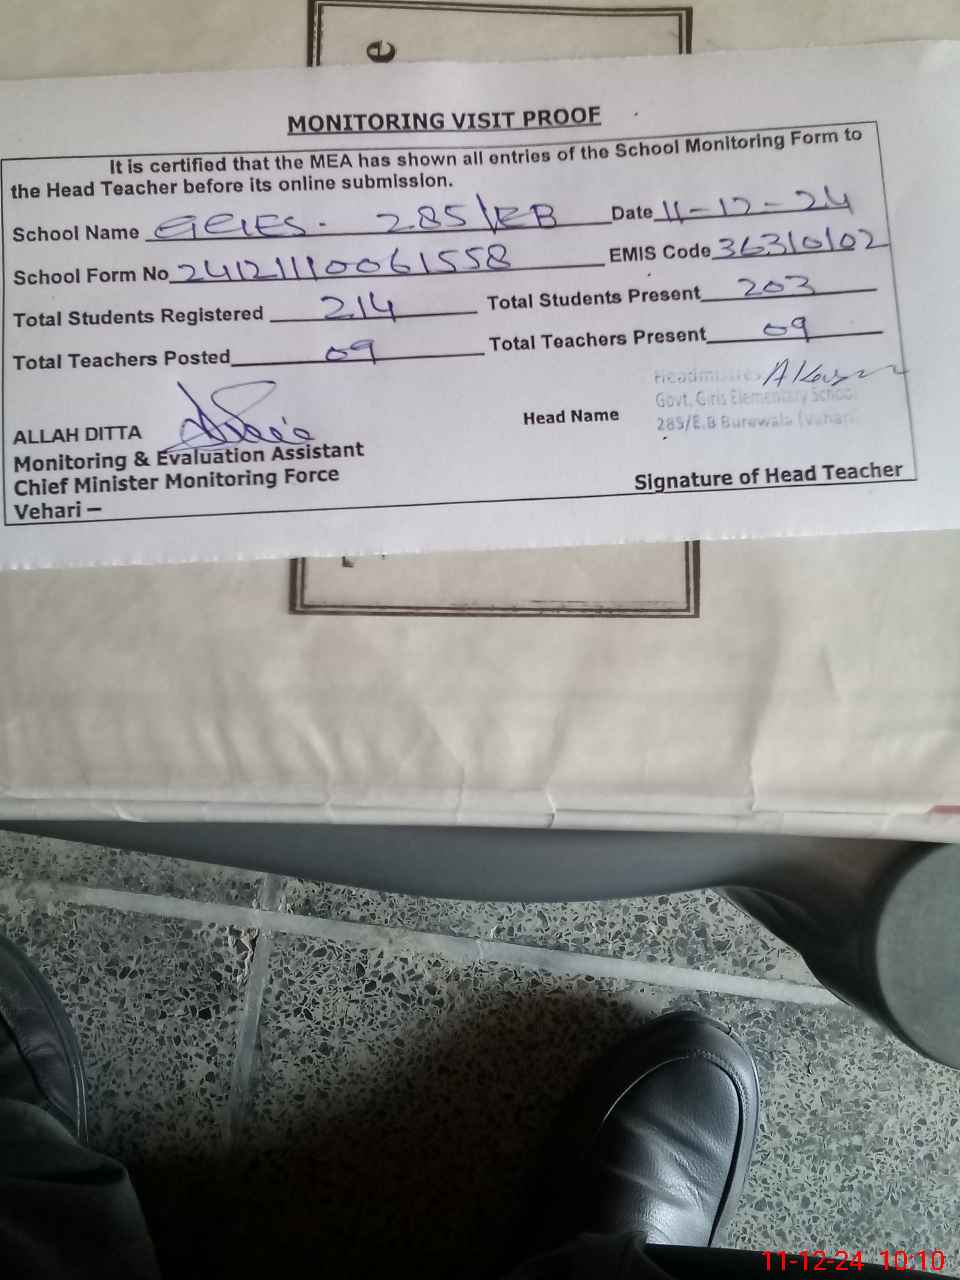 e
MONITORING VISIT PROOF
It is certified that the MEA has shown all entries of the School Monitoring Form to
the Head Teacher before its online submission.
School Name GGES. 285/EB Date 11-12-24
School Form No 24121110061558 EMIS Code 36310102
Total Students Registered 214 Total Students Present 203
Total Teachers Posted 09 Total Teachers Present 09
Headmistress
Govt. Girls Elementary School
ALLAH DITTA Head Name 285/E.B Burewala (Vehari)
Monitoring & Evaluation Assistant
Chief Minister Monitoring Force Signature of Head Teacher
Vehari –
11-12-24 10:10